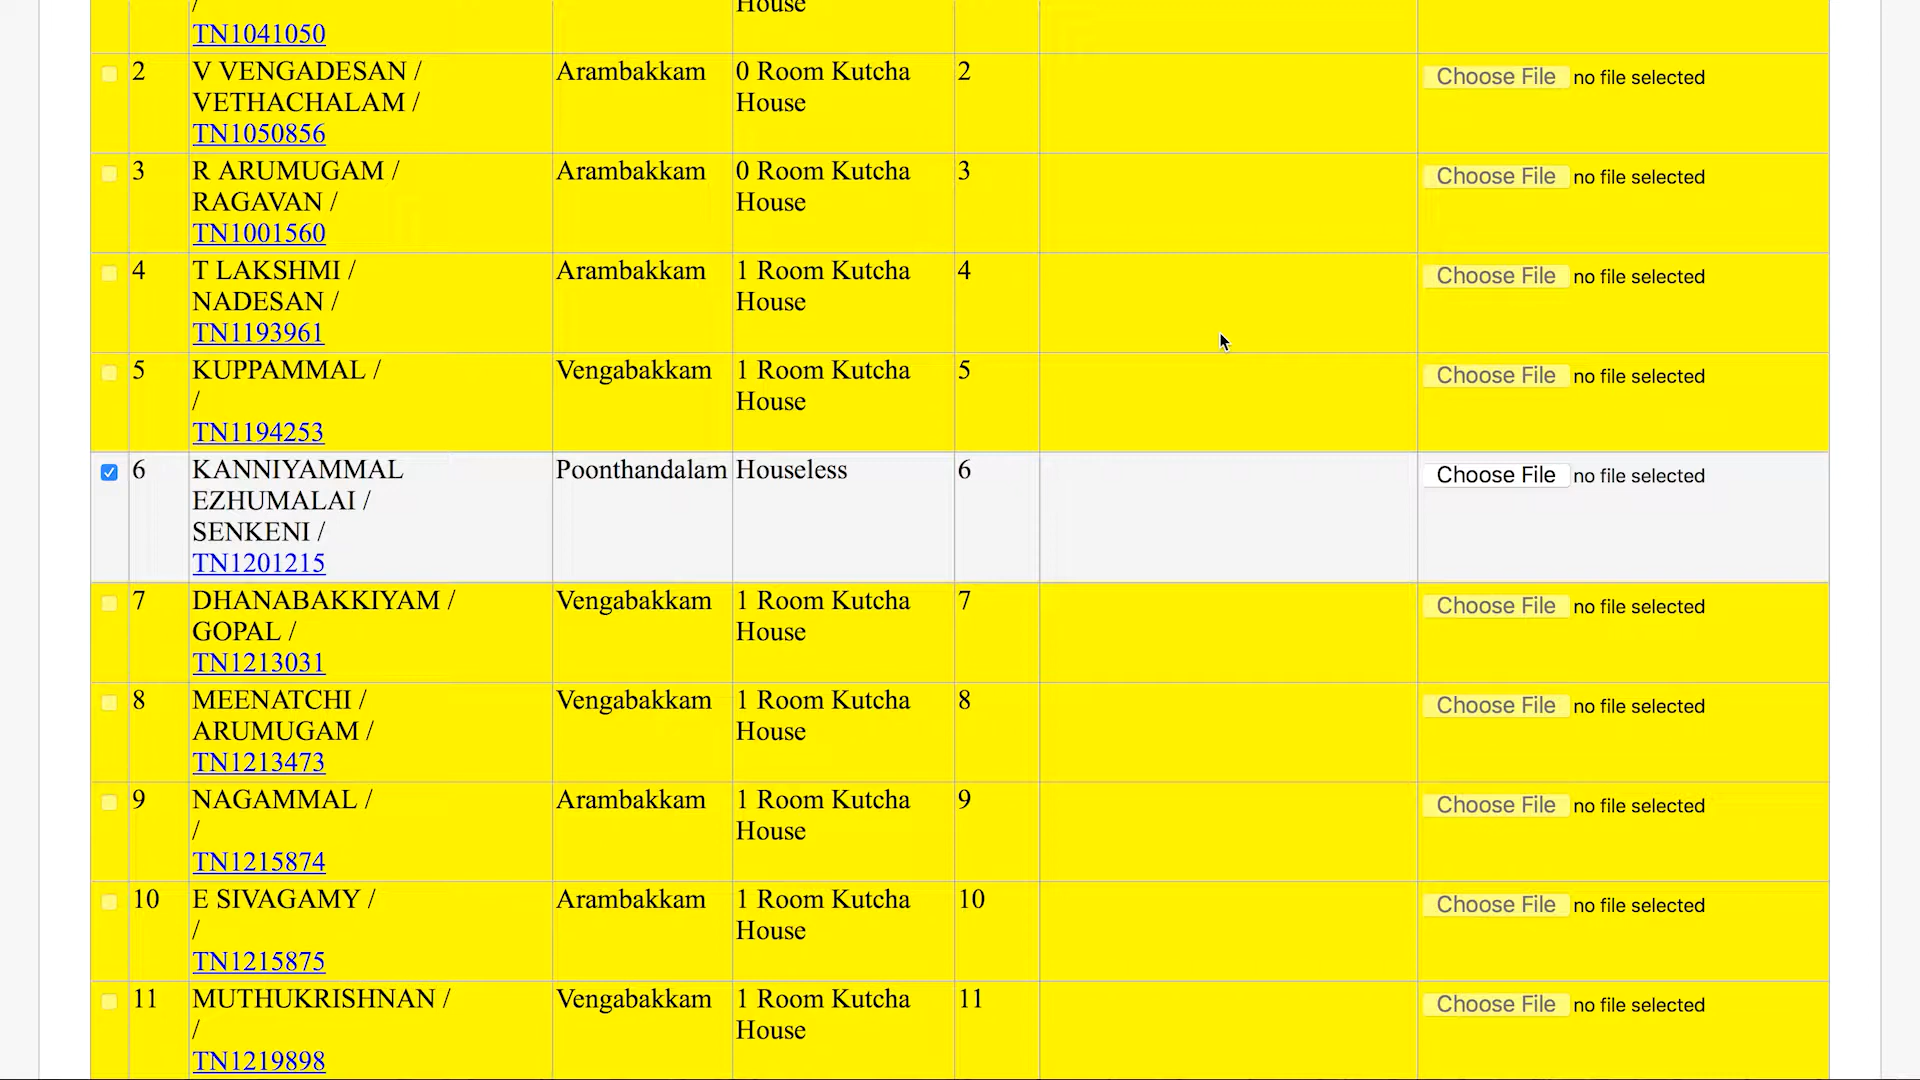 /
House
TN1041050
2
V VENGADESAN /
VETHACHALAM /
TN1050856
Arambakkam
0 Room Kutcha
House
2
Choose File no file selected
3
R ARUMUGAM /
RAGAVAN /
TN1001560
Arambakkam
0 Room Kutcha
House
3
Choose File no file selected
4
T LAKSHMI /
NADESAN /
TN1193961
Arambakkam
1 Room Kutcha
House
4
Choose File no file selected
5
KUPPAMMAL /
/
TN1194253
Vengabakkam
1 Room Kutcha
House
5
Choose File no file selected
6
KANNIYAMMAL
EZHUMALAI /
SENKENI /
TN1201215
Poonthandalam
Houseless
6
Choose File no file selected
7
DHANABAKKIYAM /
GOPAL /
TN1213031
Vengabakkam
1 Room Kutcha
House
7
Choose File no file selected
8
MEENATCHI /
ARUMUGAM /
TN1213473
Vengabakkam
1 Room Kutcha
House
8
Choose File no file selected
9
NAGAMMAL /
/
TN1215874
Arambakkam
1 Room Kutcha
House
9
Choose File no file selected
10
E SIVAGAMY /
/
TN1215875
Arambakkam
1 Room Kutcha
House
10
Choose File no file selected
11
MUTHUKRISHNAN /
/
TN1219898
Vengabakkam
1 Room Kutcha
House
11
Choose File no file selected